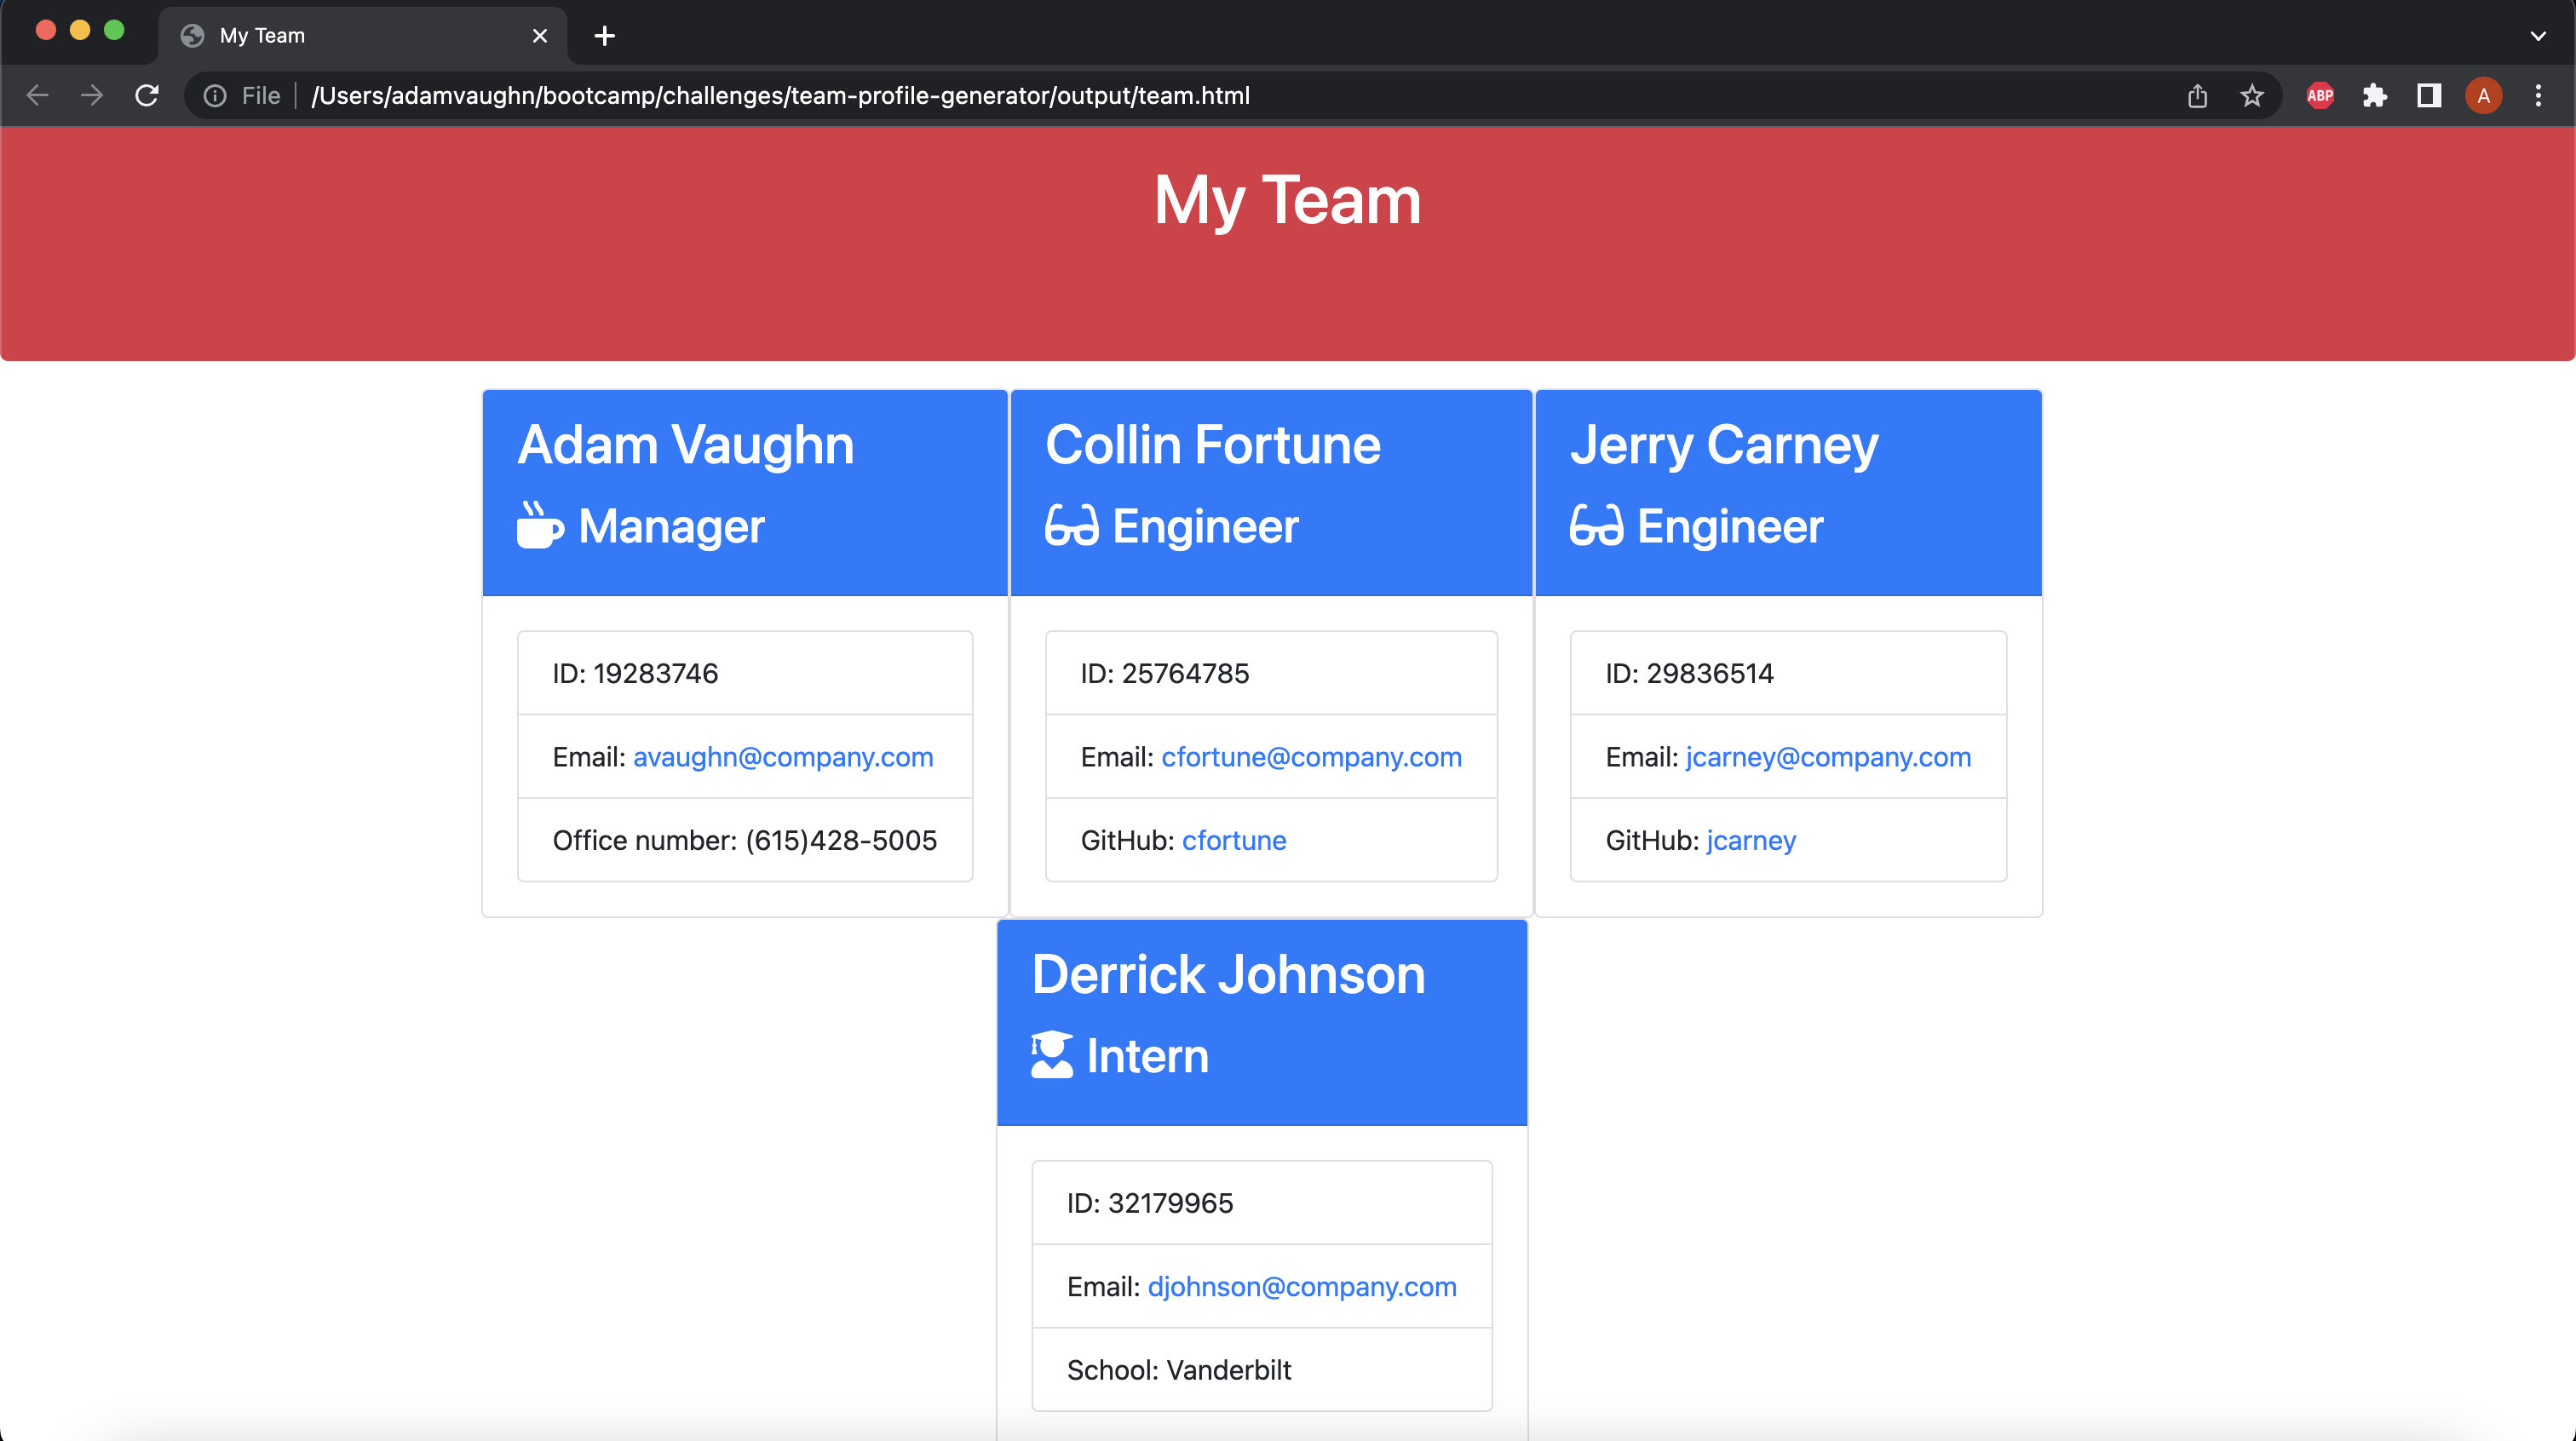 My Team
File
/Users/adamvaughn/bootcamp/challenges/team-profile-generator/output/team.html
ABP
A
My Team
Adam Vaughn
Manager
ID: 19283746
Email: avaughn@company.com
Office number: (615)428-5005
Collin Fortune
Engineer
ID: 25764785
Email: cfortune@company.com
GitHub: cfortune
Jerry Carney
Engineer
ID: 29836514
Email: jcarney@company.com
GitHub: jcarney
Derrick Johnson
Intern
ID: 32179965
Email: djohnson@company.com
School: Vanderbilt